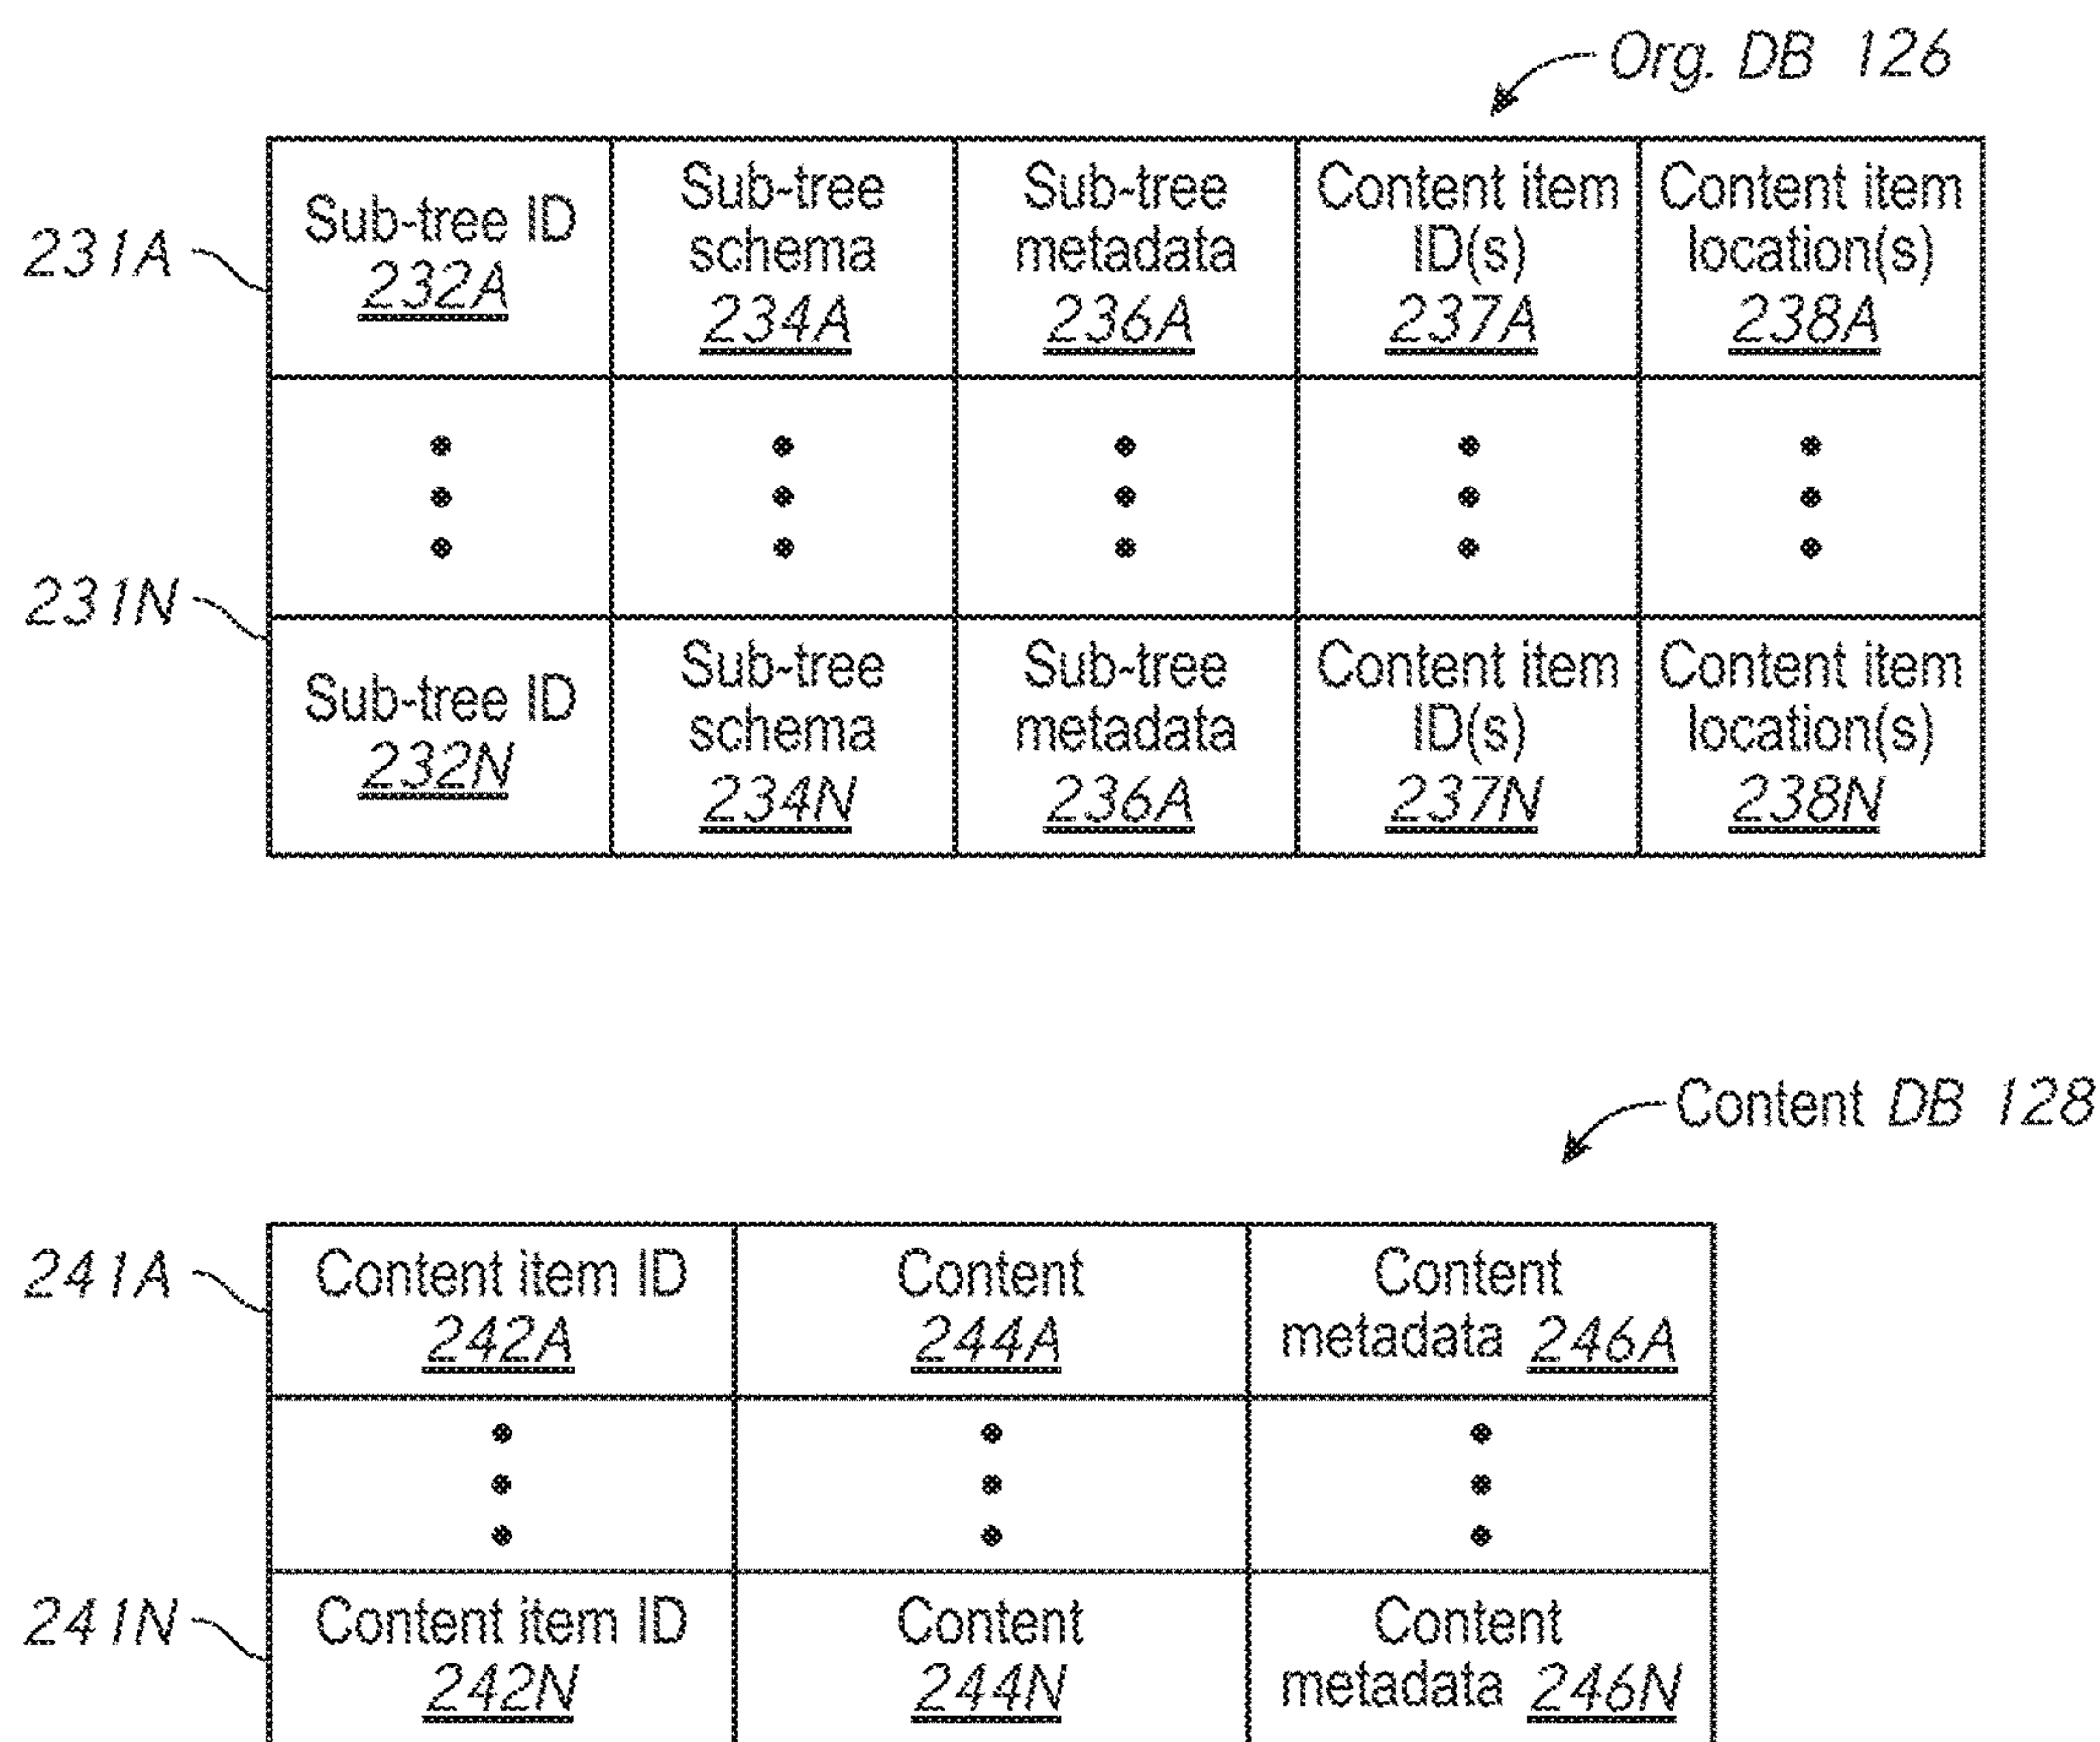 Org. DB 126
231A
Sub-tree ID
232A
Sub-tree
schema
234A
Sub-tree
metadata
236A
Content item
ID(s)
237A
Content item
location(s)
238A
231N
Sub-tree ID
232N
Sub-tree
schema
234N
Sub-tree
metadata
236A
Content item
ID(s)
237N
Content item
location(s)
238N
Content DB 128
241A
Content item ID
242A
Content
244A
Content
metadata 246A
241N
Content item ID
242N
Content
244N
Content
metadata 246N